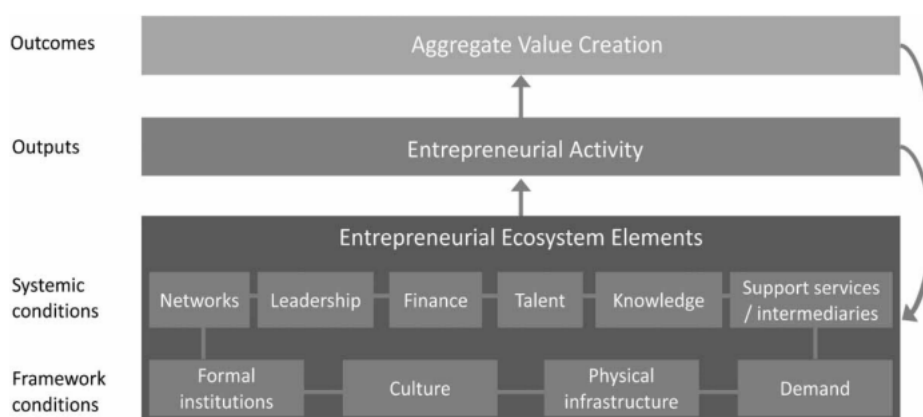 Outcomes
Aggregate Value Creation
Outputs
Entrepreneurial Activity
Entrepreneurial Ecosystem Elements
Systemic
conditions
Networks
Leadership
Finance
Talent
Knowledge
Support services
/ intermediaries
Framework
conditions
Formal
institutions
Culture
Physical
infrastructure
Demand